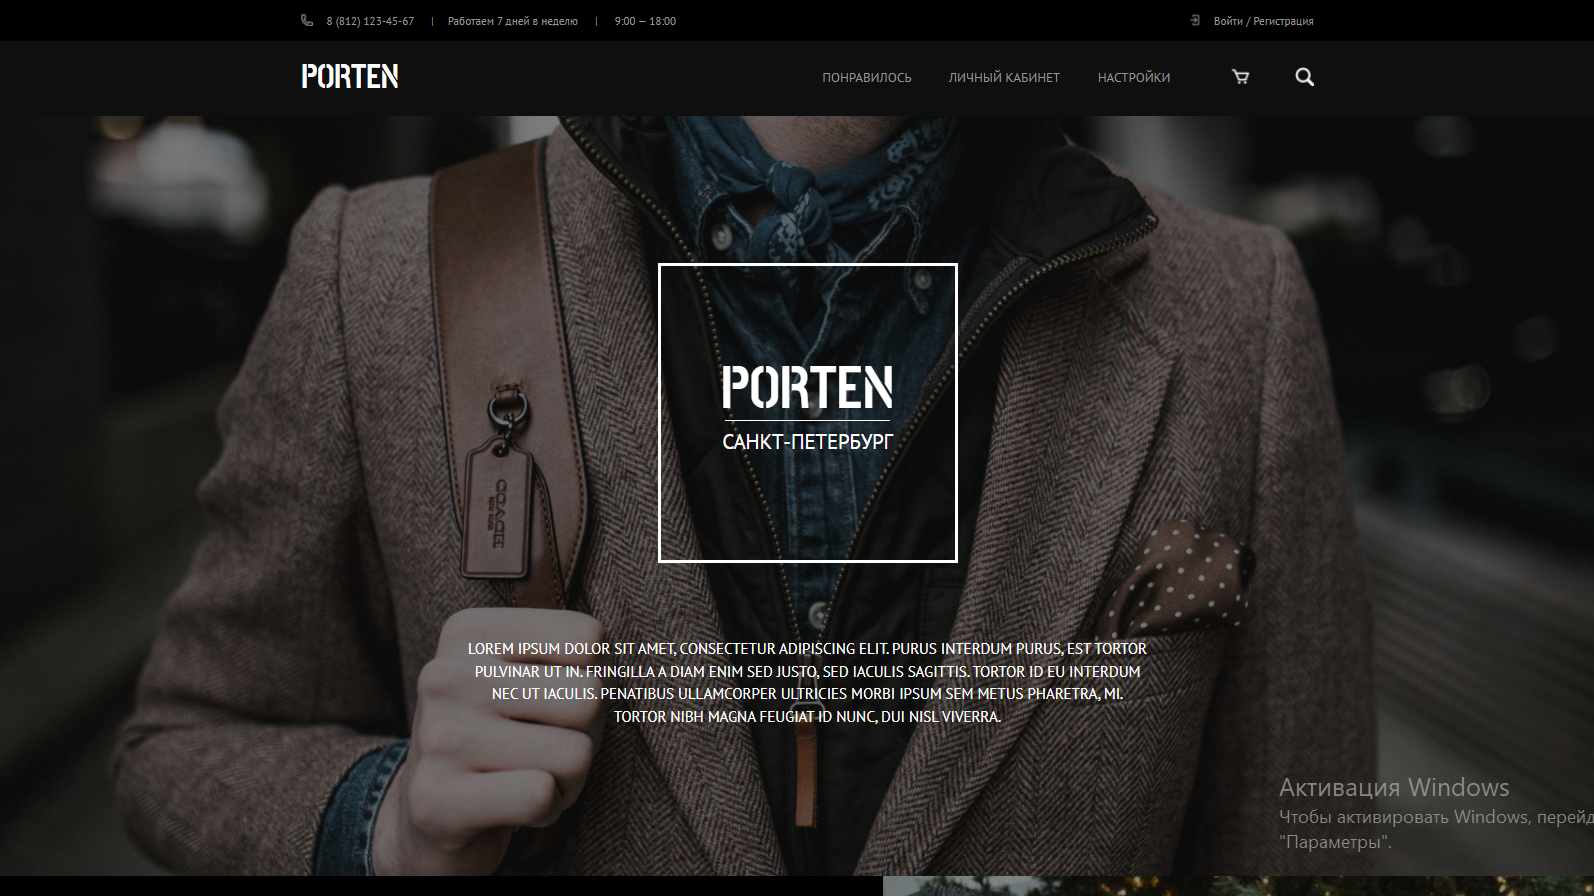 8 (812) 123-45-67 | Работаем 7 дней в неделю | 9:00 — 18:00
Войти / Регистрация
PORTEN
ПОНРАВИЛОСЬ ЛИЧНЫЙ КАБИНЕТ НАСТРОЙКИ
PORTEN
САНКТ-ПЕТЕРБУРГ
COACH
LOREM IPSUM DOLOR SIT AMET, CONSECTETUR ADIPISCING ELIT. PURUS INTERDUM PURUS, EST TORTOR
PULVINAR UT IN. FRINGILLA A DIAM ENIM SED JUSTO, SED IACULIS SAGITTIS. TORTOR ID EU INTERDUM
NEC UT IACULIS. PENATIBUS ULLAMCORPER ULTRICIES MORBI IPSUM SEM METUS PHARETRA, MI.
TORTOR NIBH MAGNA FEUGIAT ID NUNC, DUI NISL VIVERRA.
Активация Windows
Чтобы активировать Windows, перейд
"Параметры".